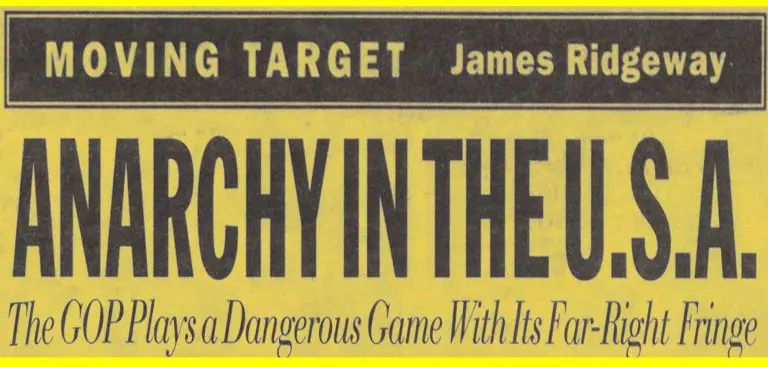 MOVING TARGET James Ridgeway
ANARCHY IN THE U.S.A.
The GOP Plays a Dangerous Game With Its Far-Right Fringe